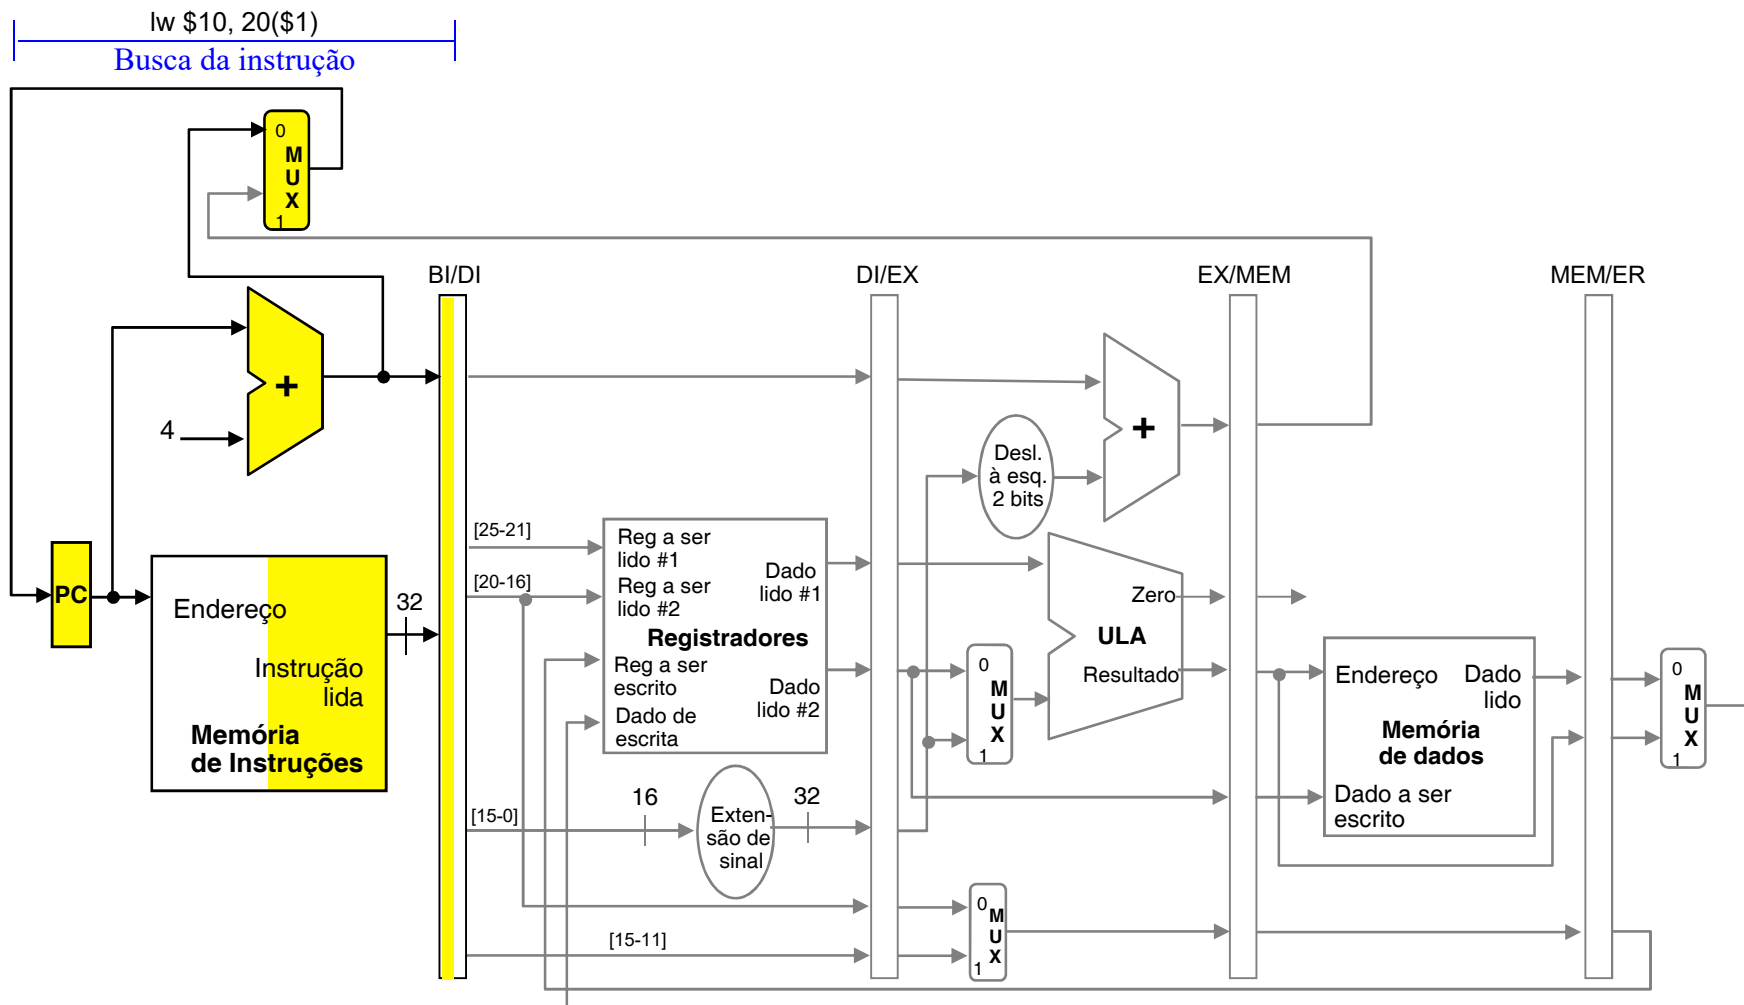 lw $10, 20($1)
Busca da instrução
0
M
U
X
1
BI/DI
DI/EX
EX/MEM
MEM/ER
+
4
+
Desl.
à esq.
2 bits
[25-21]
[20-16]
PC
Endereço
32
Instrução
lida
Memória
de Instruções
Reg a ser
lido #1
Reg a ser
lido #2
Registradores
Reg a ser
escrito
Dado de
escrita
Dado
lido #1
Dado
lido #2
Zero
ULA
Resultado
0
M
U
X
1
Endereço
Dado
lido
Memória
de dados
Dado a ser
escrito
0
M
U
X
1
[15-0]
16
Exten-
são de
sinal
32
[15-11]
0
M
U
X
1